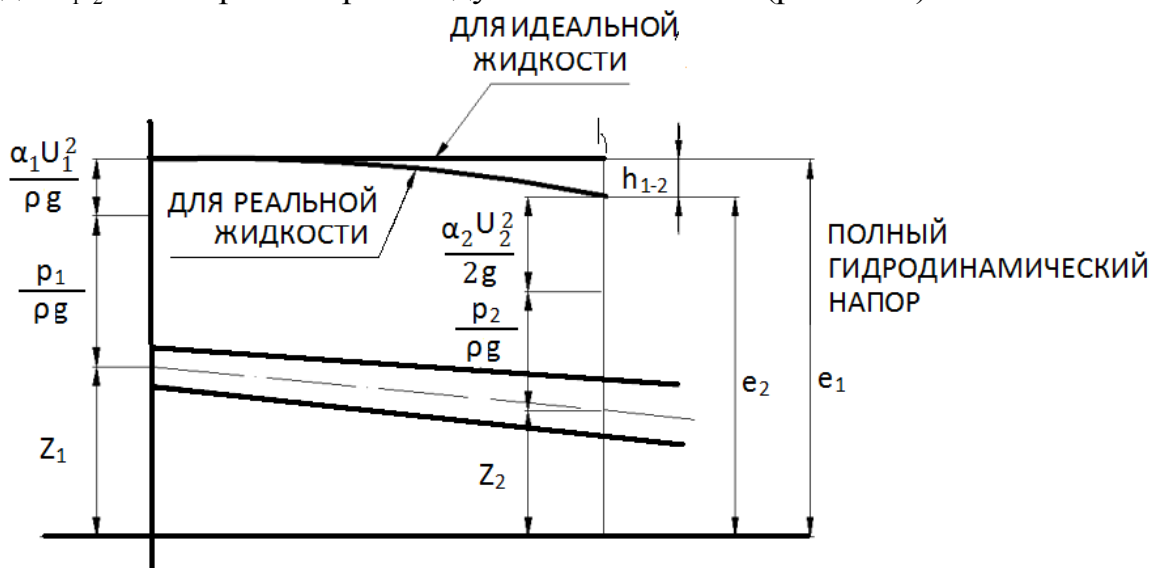 ДЛЯ ИДЕАЛЬНОЙ
ЖИДКОСТИ
α₁U₁²
ρg
h₁₋₂
ДЛЯ РЕАЛЬНОЙ
ЖИДКОСТИ
α₂U₂²
2g
ПОЛНЫЙ
ГИДРОДИНАМИЧЕСКИЙ
НАПОР
p₁
ρg
p₂
ρg
e₂
e₁
Z₁
Z₂